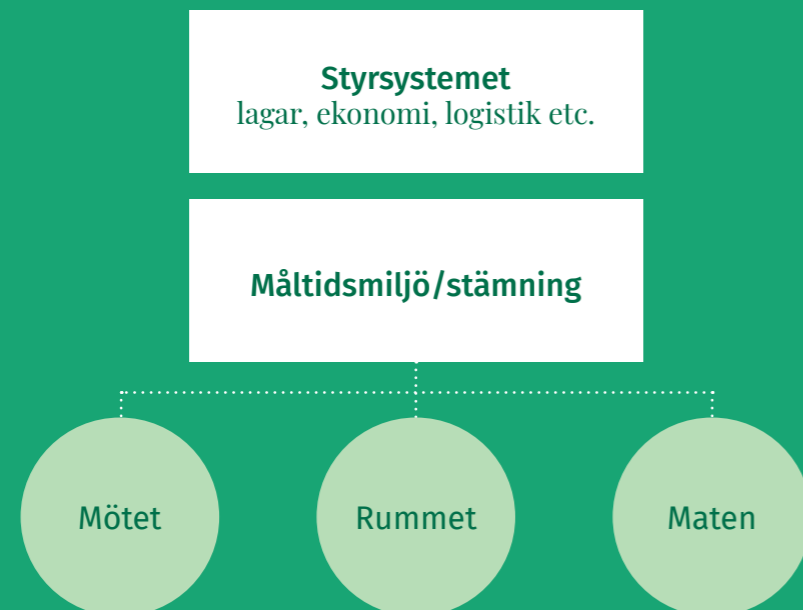 Styrsystemet
lagar, ekonomi, logistik etc.
Måltidsmiljö/stämning
Mötet
Rummet
Maten